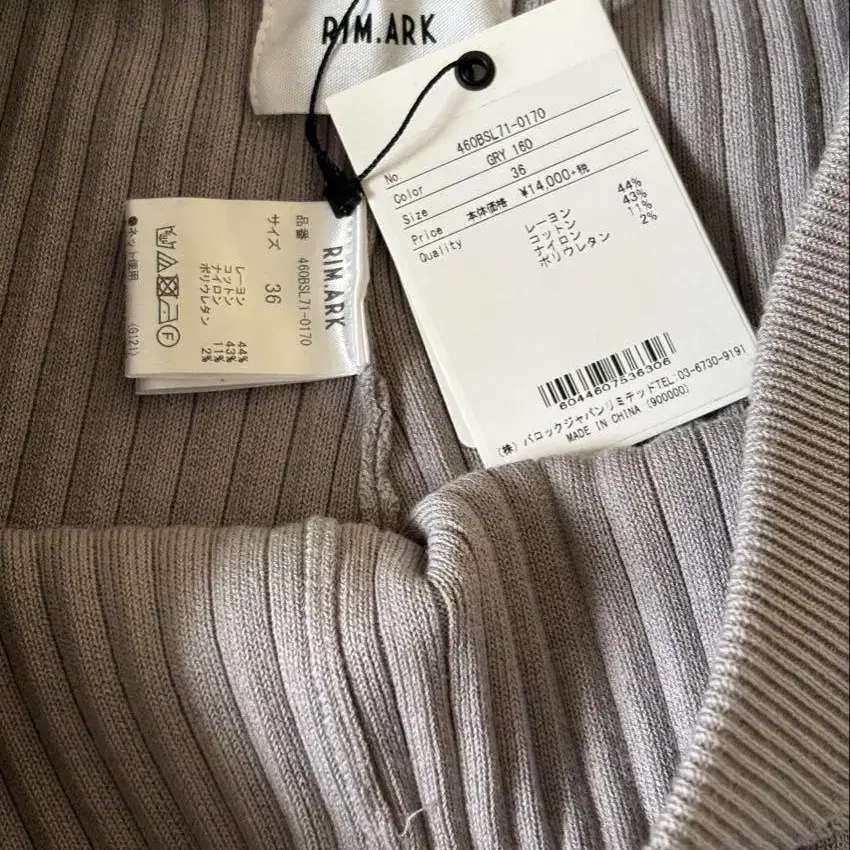 RIM.ARK
No 460BSL71-0170
Color GRY 160
Size 36
Price 本体価格 ¥14,000+税
Quality レーヨン 44%
コットン 43%
ナイロン 11%
ポリウレタン 2%
6044607536306
(株) バロックジャパンリミテッドTEL:03-6730-9191
MADE IN CHINA (900000)
RIM.ARK
品番 460BSL71-0170
サイズ 36
レーヨン 44%
コットン 43%
ナイロン 11%
ポリウレタン 2%
F
●ネット使用 (G121)